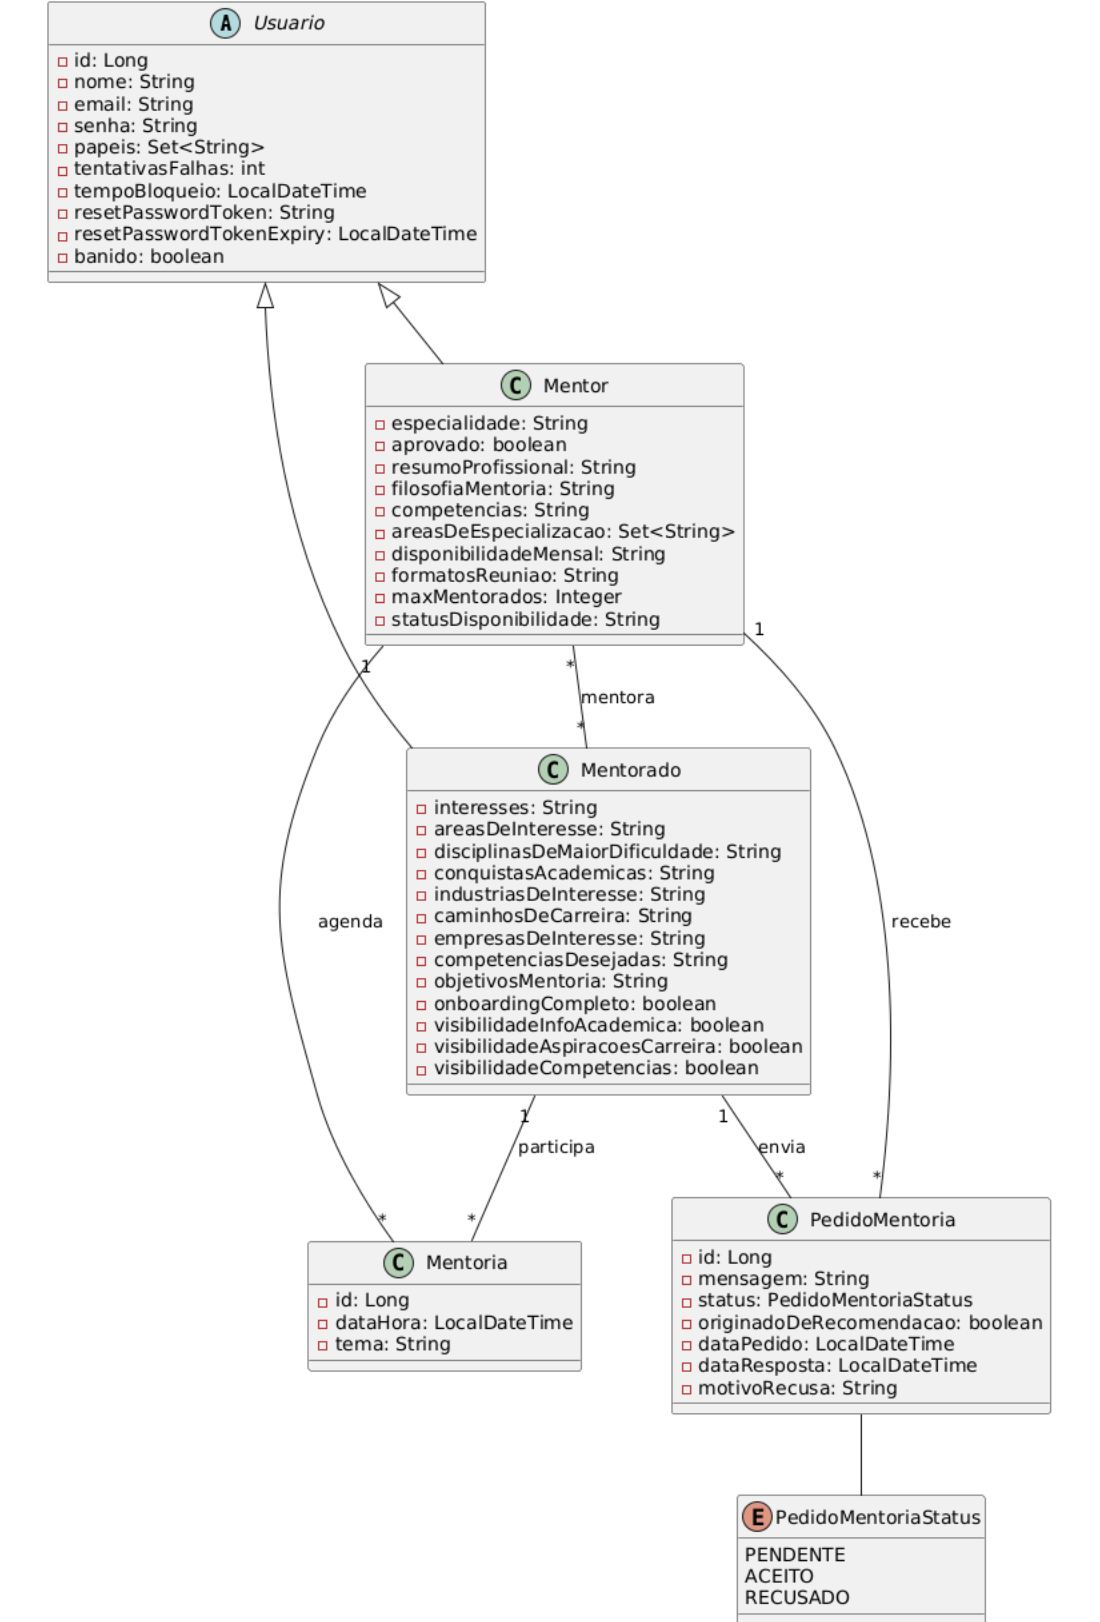 A Usuario
id: Long
nome: String
email: String
senha: String
papeis: Set<String>
tentativasFalhas: int
tempoBloqueio: LocalDateTime
resetPasswordToken: String
resetPasswordTokenExpiry: LocalDateTime
banido: boolean
C Mentor
especialidade: String
aprovado: boolean
resumoProfissional: String
filosofiaMentoria: String
competencias: String
areasDeEspecializacao: Set<String>
disponibilidadeMensal: String
formatosReuniao: String
maxMentorados: Integer
statusDisponibilidade: String
1
1
*
mentora
*
C Mentorado
interesses: String
areasDeInteresse: String
disciplinasDeMaiorDificuldade: String
conquistasAcademicas: String
industriasDeInteresse: String
caminhosDeCarreira: String
empresasDeInteresse: String
competenciasDesejadas: String
objetivosMentoria: String
onboardingCompleto: boolean
visibilidadeInfoAcademica: boolean
visibilidadeAspiracoesCarreira: boolean
visibilidadeCompetencias: boolean
agenda
recebe
1
1
participa
envia
*
*
*
*
C Mentoria
id: Long
dataHora: LocalDateTime
tema: String
C PedidoMentoria
id: Long
mensagem: String
status: PedidoMentoriaStatus
originadoDeRecomendacao: boolean
dataPedido: LocalDateTime
dataResposta: LocalDateTime
motivoRecusa: String
E PedidoMentoriaStatus
PENDENTE
ACEITO
RECUSADO